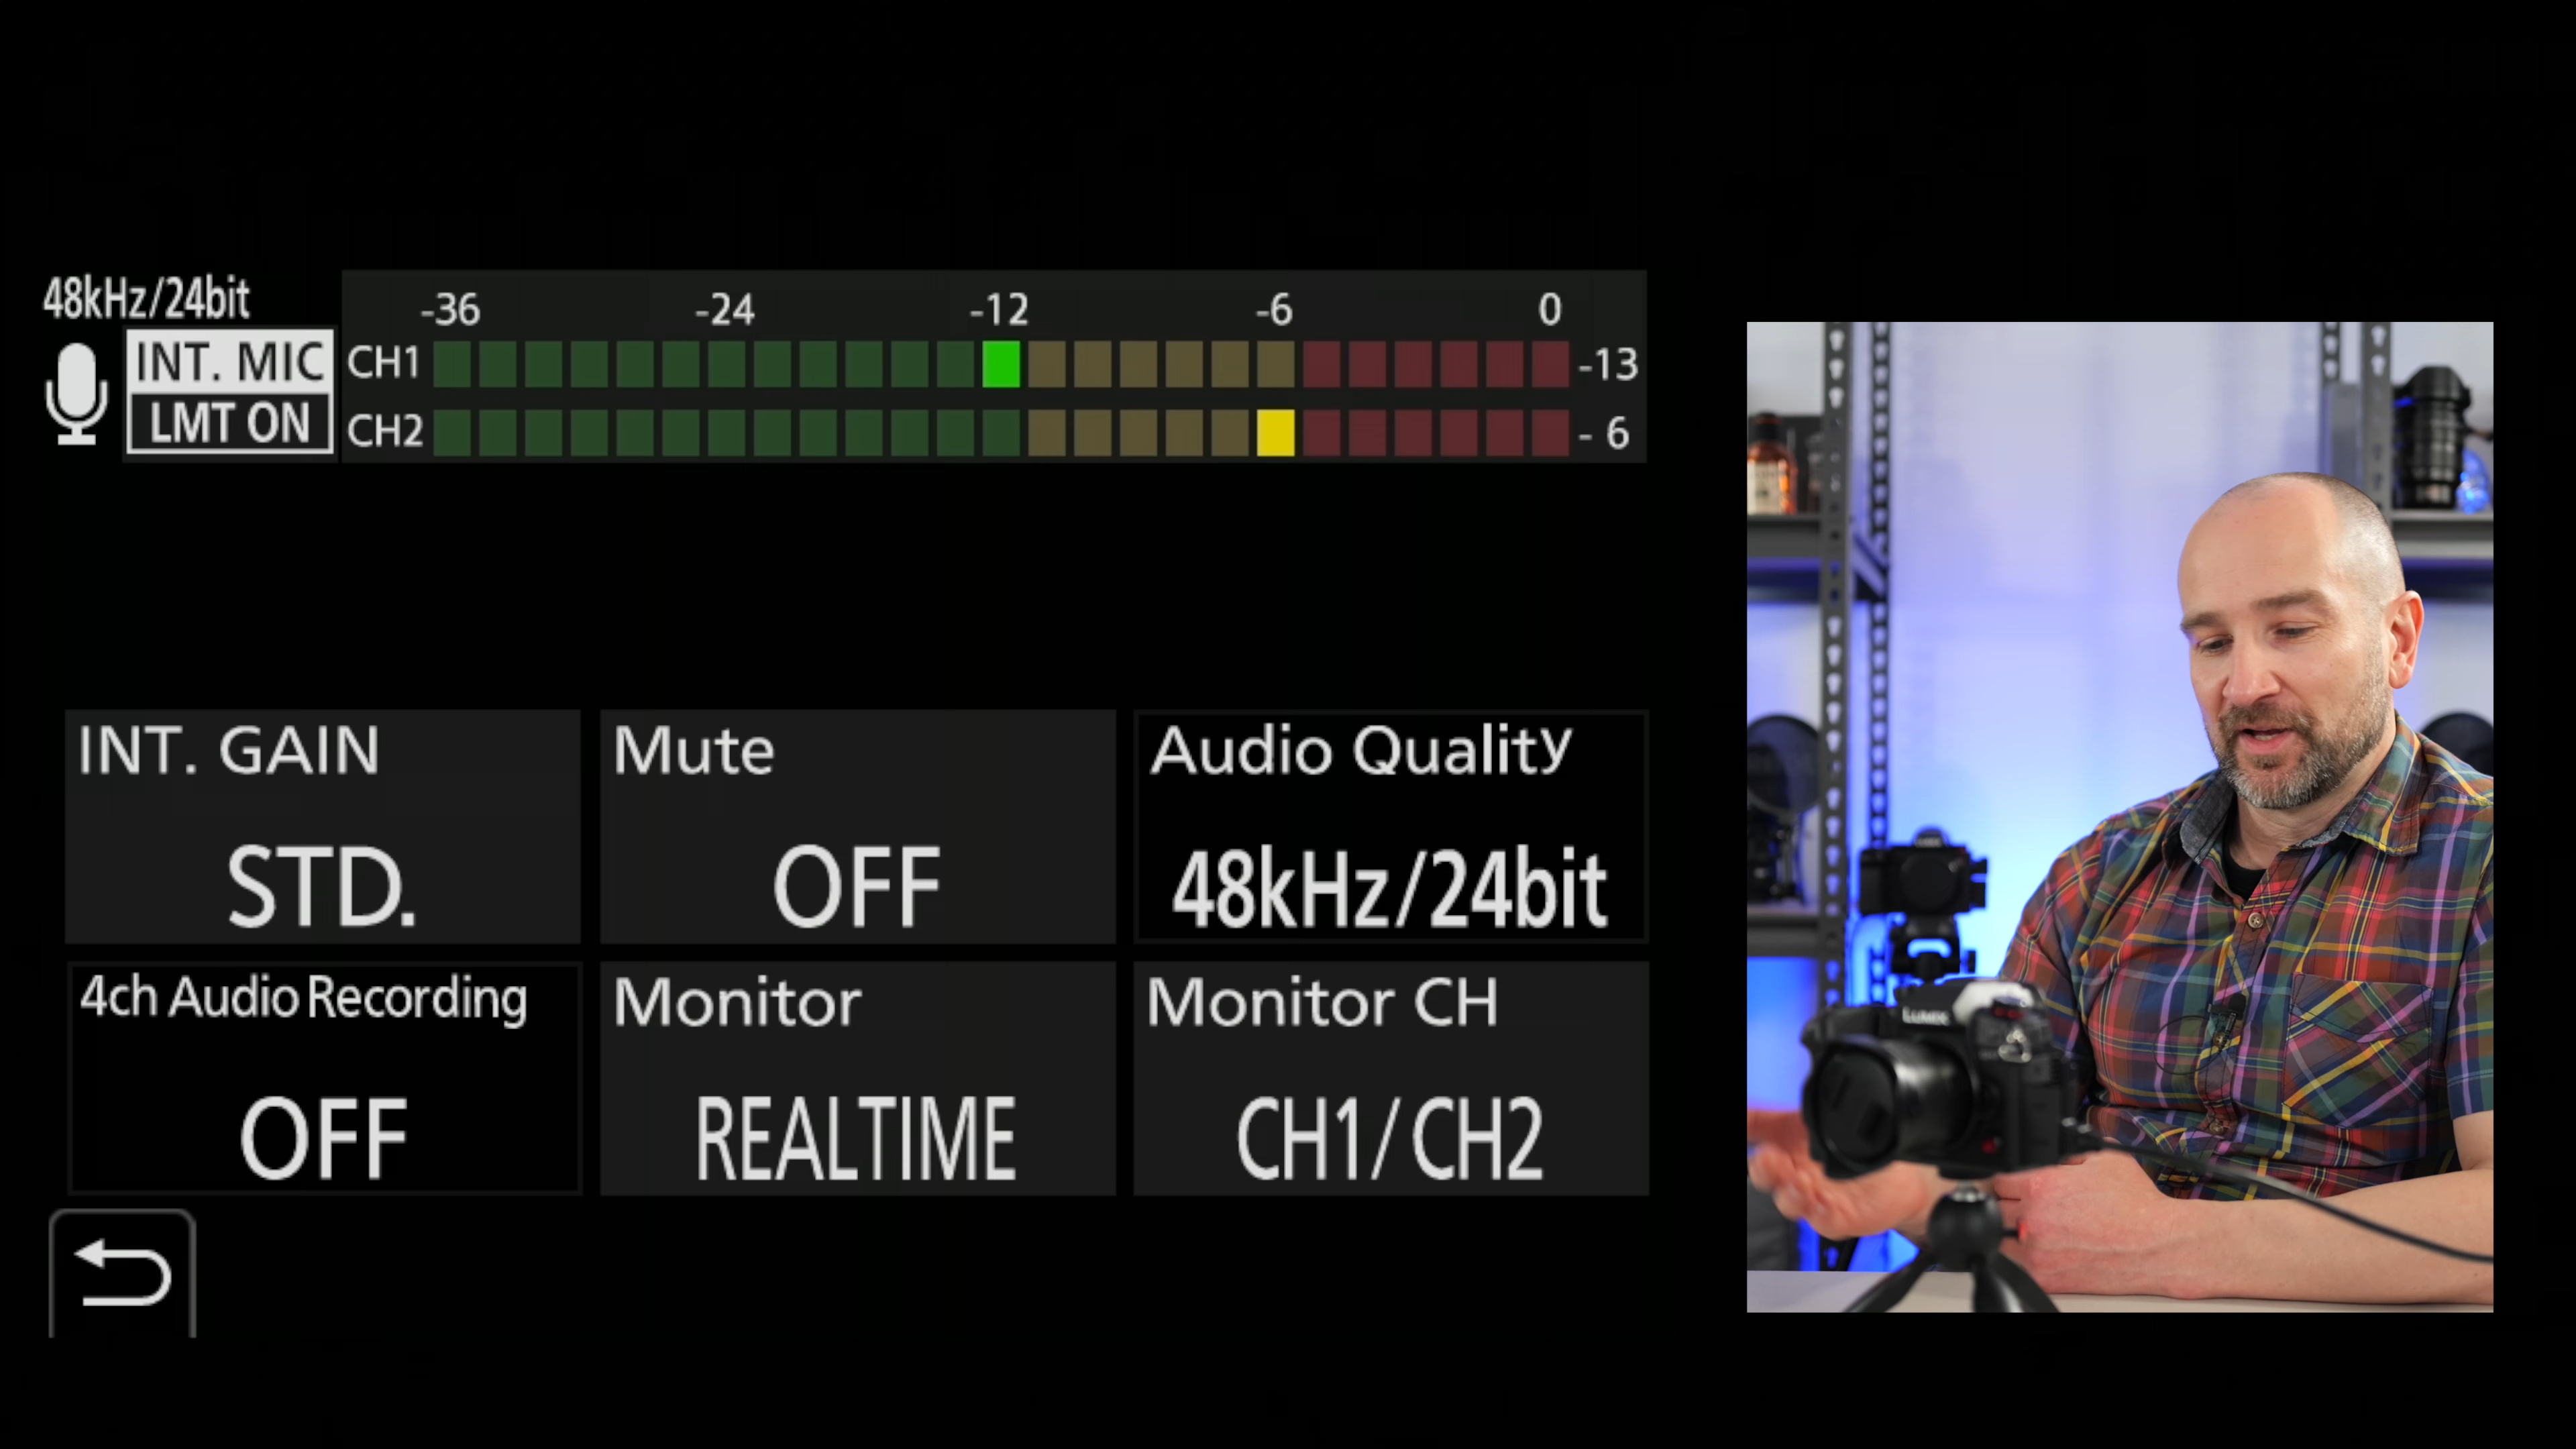 48kHz/24bit
-36 -24 -12 -6 0
INT. MIC
CH1 -13
LMT ON
CH2 - 6
INT. GAIN
STD.
Mute
OFF
Audio Quality
48kHz/24bit
4ch Audio Recording
OFF
Monitor
REALTIME
Monitor CH
CH1/CH2
LUMIX